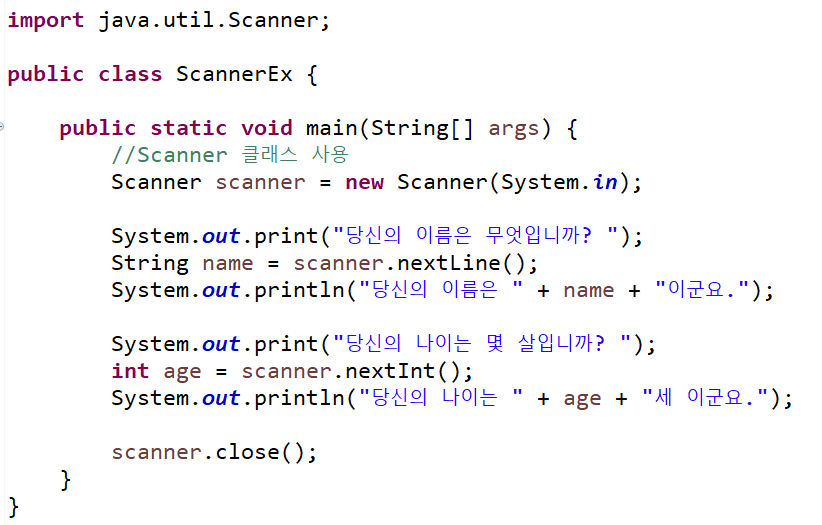 import java.util.Scanner;
public class ScannerEx {
public static void main(String[] args) {
//Scanner 클래스 사용
Scanner scanner = new Scanner(System.in);
System.out.print("당신의 이름은 무엇입니까? ");
String name = scanner.nextLine();
System.out.println("당신의 이름은 " + name + "이군요.");
System.out.print("당신의 나이는 몇 살입니까? ");
int age = scanner.nextInt();
System.out.println("당신의 나이는 " + age + "세 이군요.");
scanner.close();
}
}